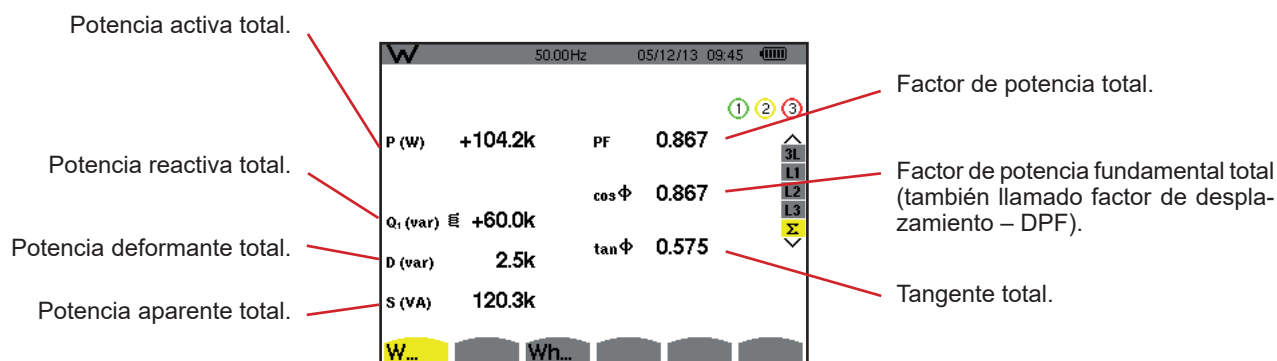 Potencia activa total.
W 50.00Hz 05/12/13 09:45
Factor de potencia total.
1 2 3
P (W) +104.2k PF 0.867
3L
L1
L2
L3
Σ
Potencia reactiva total.
Factor de potencia fundamental total
(también llamado factor de despla-
zamiento – DPF).
cos Φ 0.867
Q₁ (var) +60.0k
Potencia deformante total.
tan Φ 0.575
D (var) 2.5k
Tangente total.
Potencia aparente total.
S (VA) 120.3k
W... Wh...